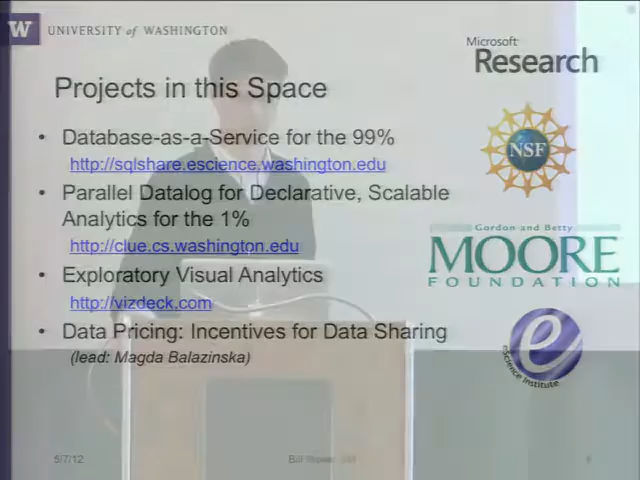 W UNIVERSITY of WASHINGTON
Microsoft
Research
Projects in this Space
• Database-as-a-Service for the 99%
http://sqlshare.escience.washington.edu
NSF
• Parallel Datalog for Declarative, Scalable
Analytics for the 1%
http://clue.cs.washington.edu
Gordon and Betty
MOORE
FOUNDATION
• Exploratory Visual Analytics
http://vizdeck.com
• Data Pricing: Incentives for Data Sharing
(lead: Magda Balazinska)
e
eScience Institute
5/7/12
Bill